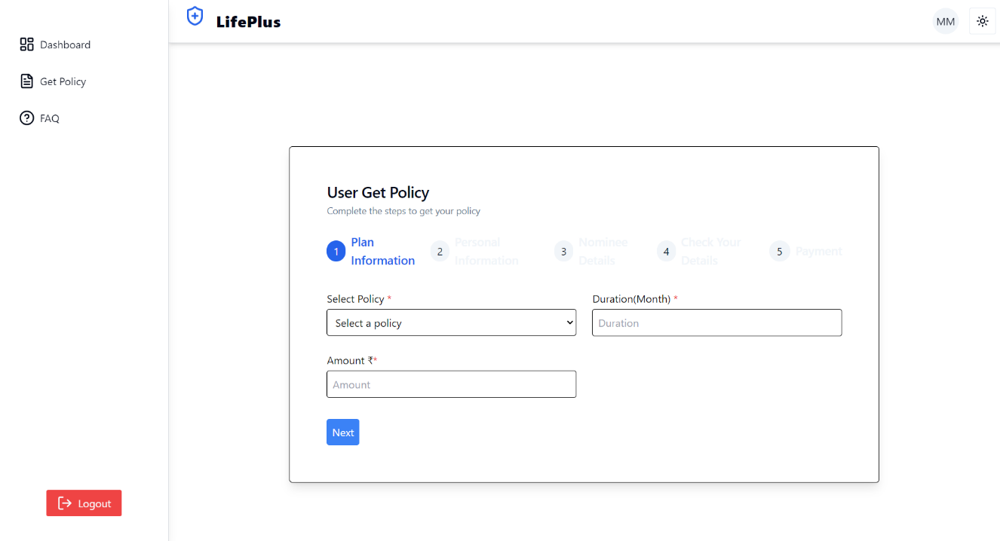 LifePlus
MM
Dashboard
Get Policy
FAQ
Logout
User Get Policy
Complete the steps to get your policy
1 Plan
Information
2 Personal
Information
3 Nominee
Details
4 Check Your
Details
5 Payment
Select Policy *
Select a policy
Duration(Month) *
Duration
Amount ₹*
Amount
Next